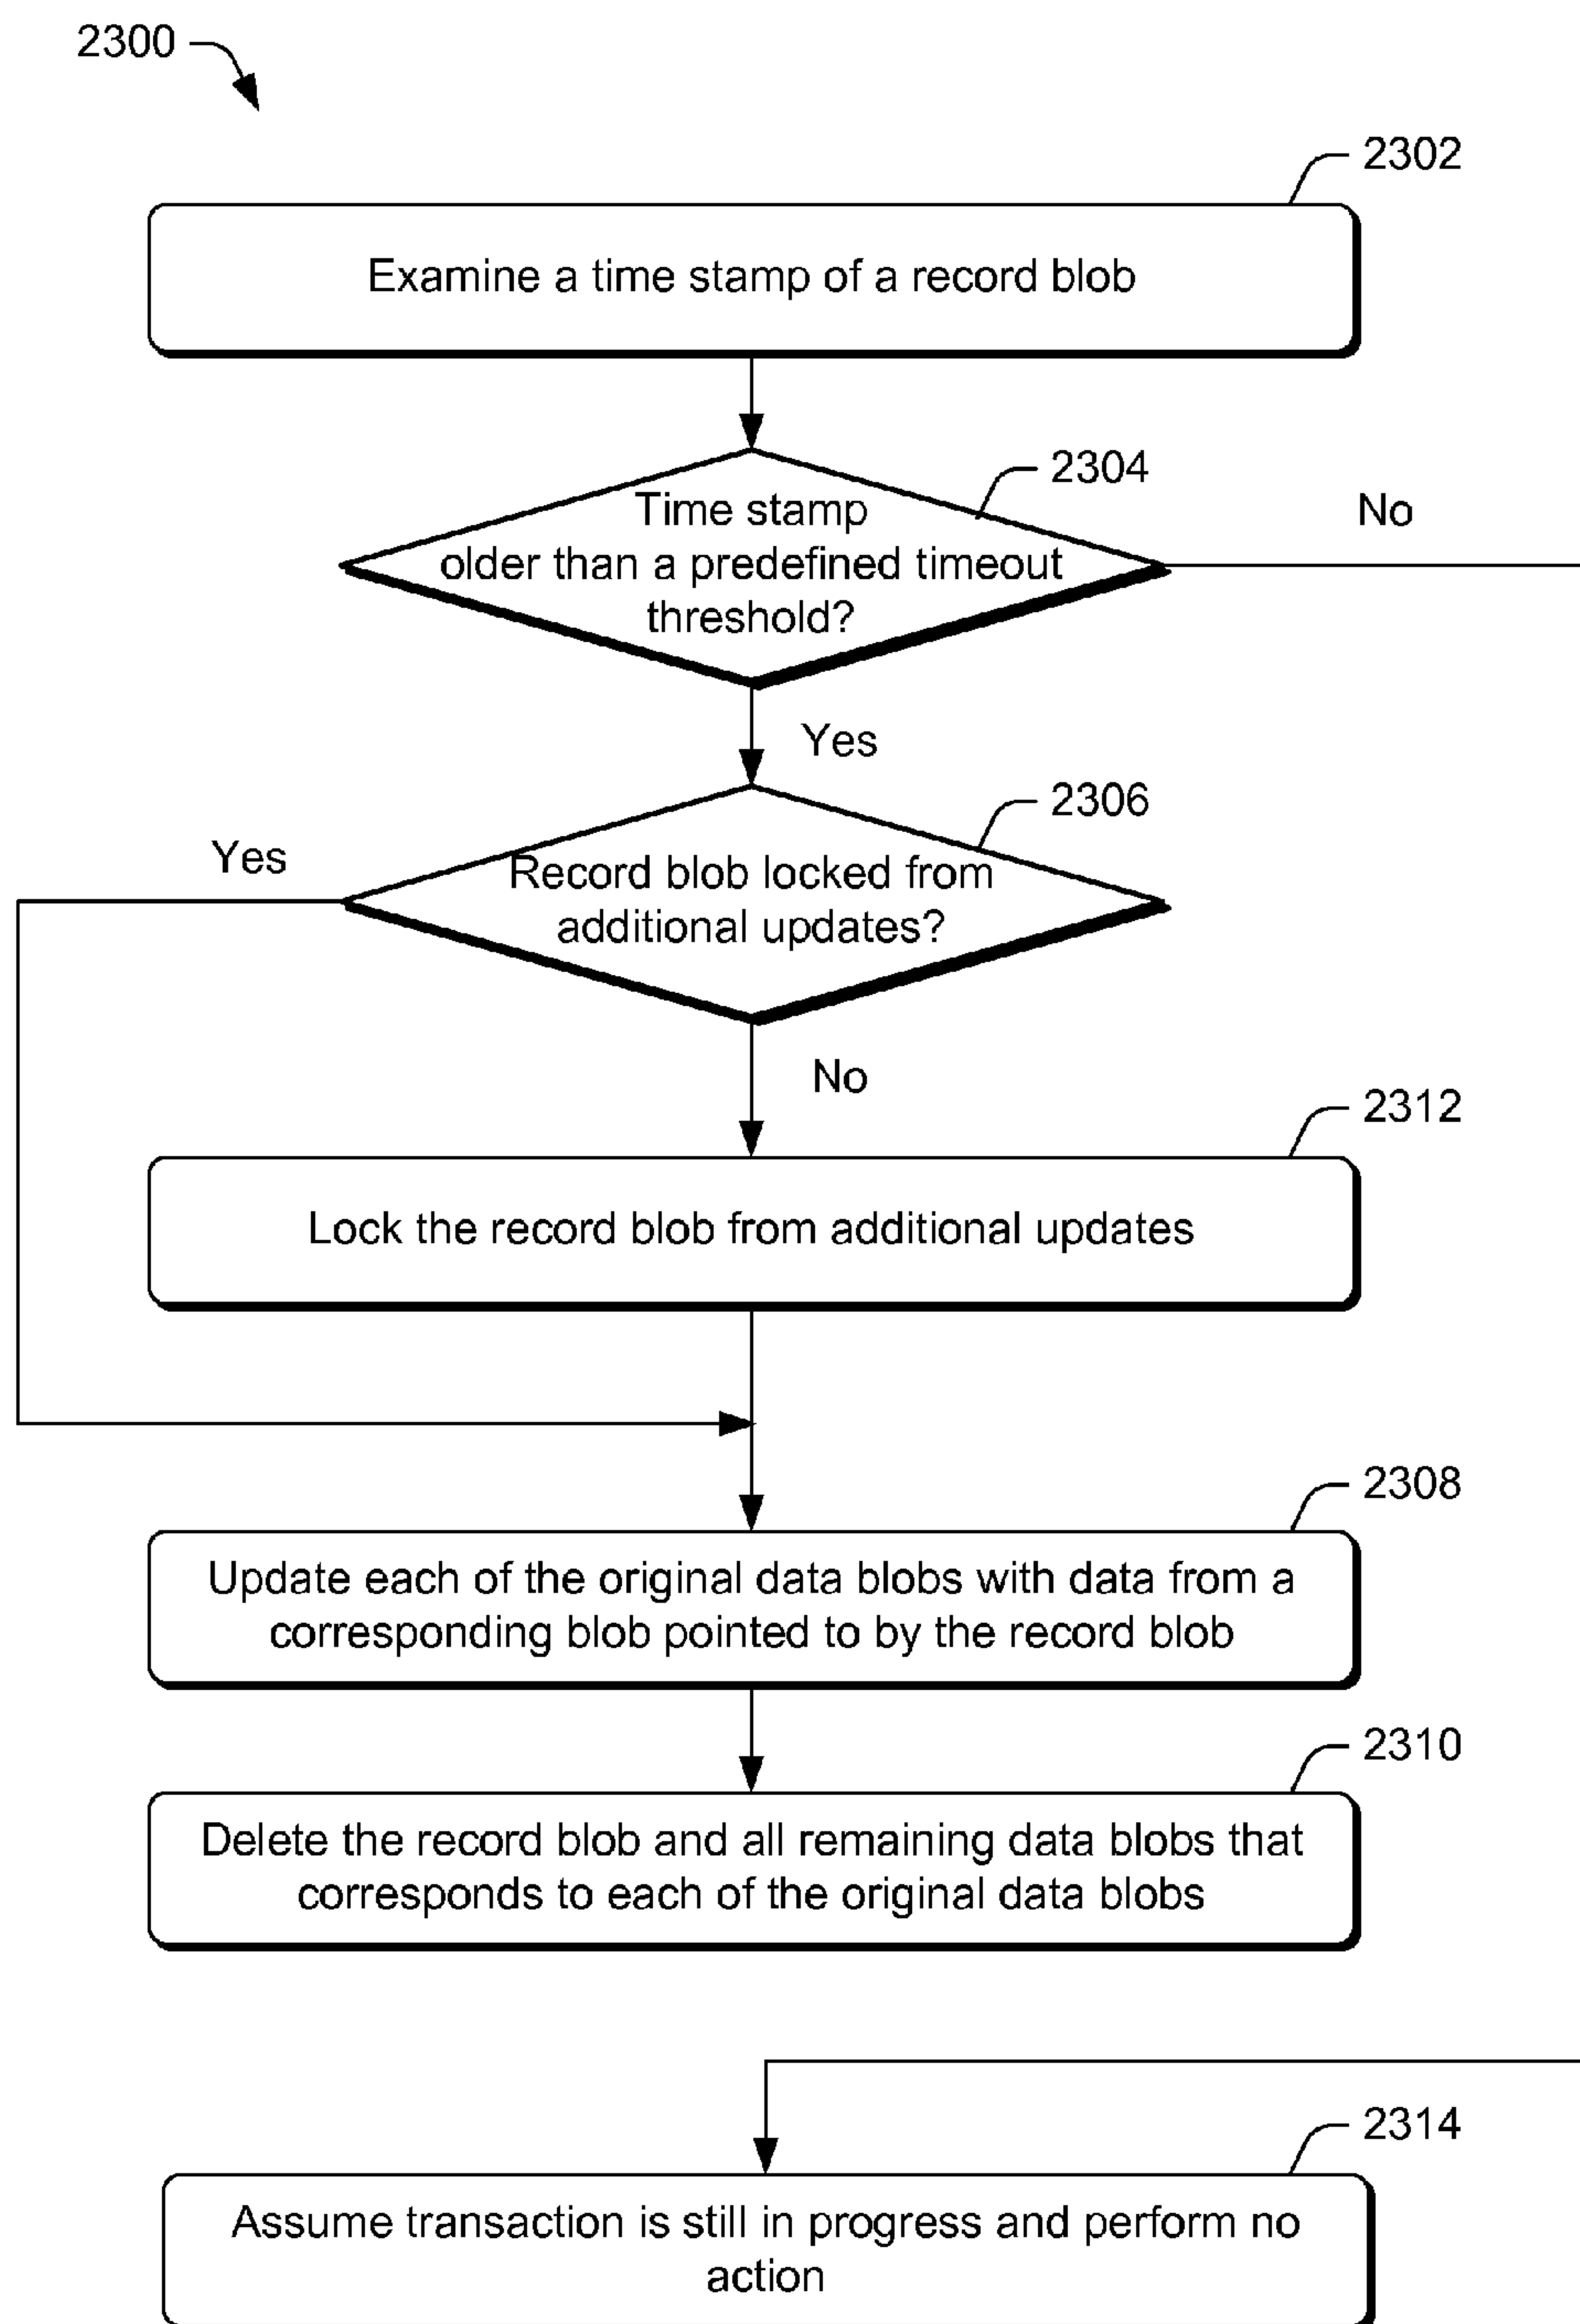 2300
2302
Examine a time stamp of a record blob
2304
Time stamp
older than a predefined timeout
threshold?
No
Yes
2306
Yes
Record blob locked from
additional updates?
No
2312
Lock the record blob from additional updates
2308
Update each of the original data blobs with data from a
corresponding blob pointed to by the record blob
2310
Delete the record blob and all remaining data blobs that
corresponds to each of the original data blobs
2314
Assume transaction is still in progress and perform no
action